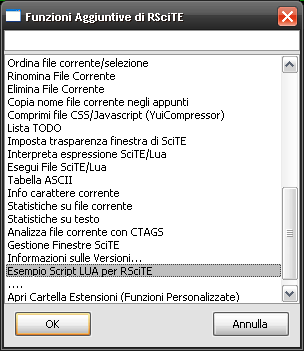 Funzioni Aggiuntive di RSciTE
Ordina file corrente/selezione
Rinomina File Corrente
Elimina File Corrente
Copia nome file corrente negli appunti
Comprimi file CSS/Javascript (YuiCompressor)
Lista TODO
Imposta trasparenza finestra di SciTE
Interpreta espressione SciTE/Lua
Esegui File SciTE/Lua
Tabella ASCII
Info carattere corrente
Statistiche su file corrente
Statistiche su testo
Analizza file corrente con CTAGS
Gestione Finestre SciTE
Informazioni sulle Versioni...
Esempio Script LUA per RSciTE
....
Apri Cartella Estensioni (Funzioni Personalizzate)
OK
Annulla